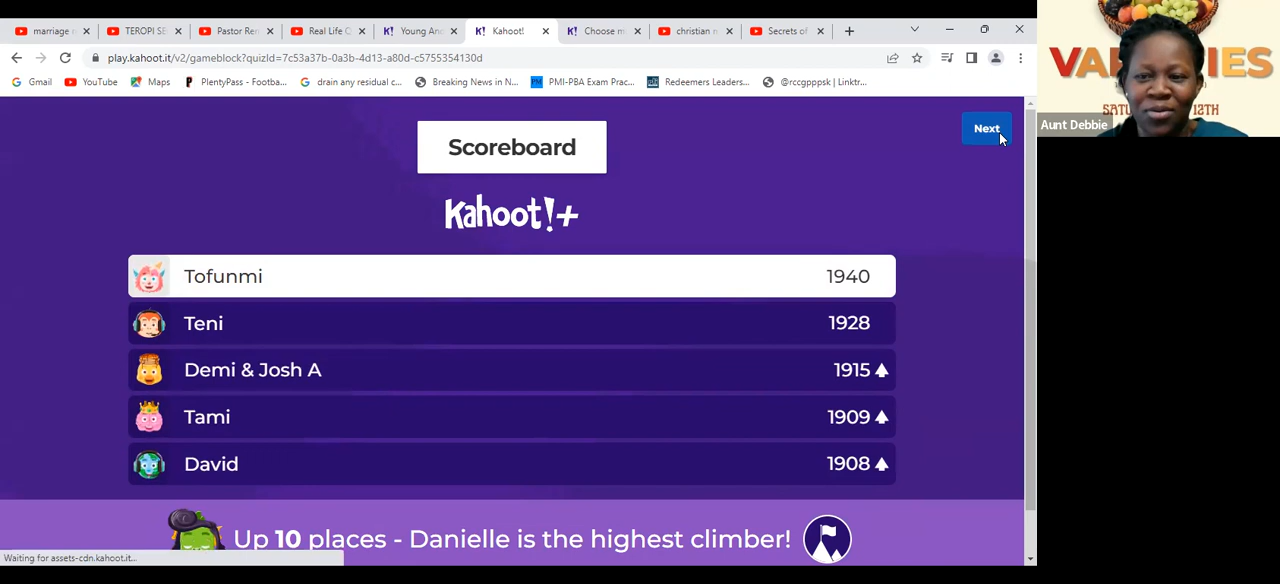 marriage r
TEROPI SE
Pastor Rem
Real Life Q
Young And
Kahoot!
Choose m
christian n
Secrets of
play.kahoot.it/v2/gameblock?quizId=7c53a37b-0a3b-4d13-a80d-c5755354130d
Gmail
YouTube
Maps
PlentyPass - Footba...
drain any residual c...
Breaking News in N...
PMI-PBA Exam Prac...
Redeemers Leaders...
@rccgpppsk | Linktr...
Scoreboard
Next
Kahoot!+
Tofunmi 1940
Teni 1928
Demi & Josh A 1915
Tami 1909
David 1908
Up 10 places - Danielle is the highest climber!
Waiting for assets-cdn.kahoot.it...
Aunt Debbie